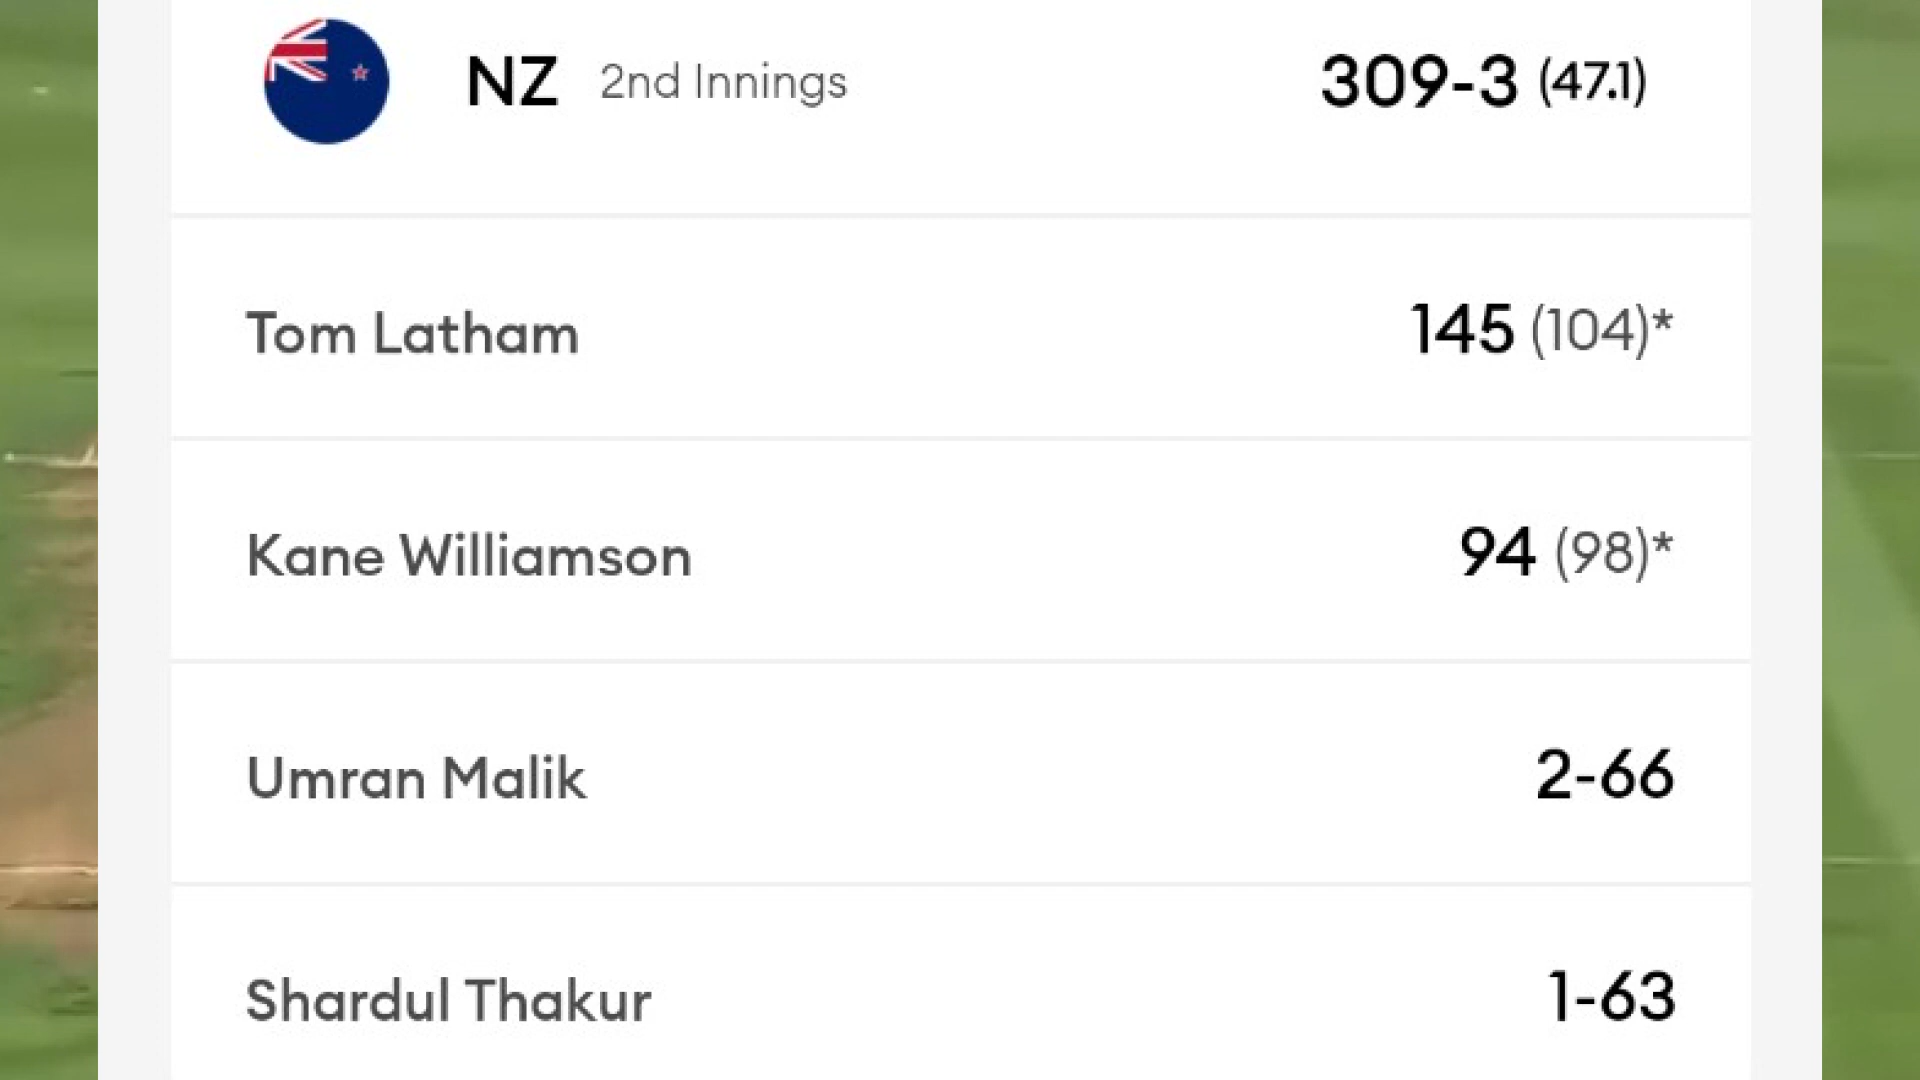 NZ 2nd Innings 309-3 (47.1)
Tom Latham 145 (104)*
Kane Williamson 94 (98)*
Umran Malik 2-66
Shardul Thakur 1-63